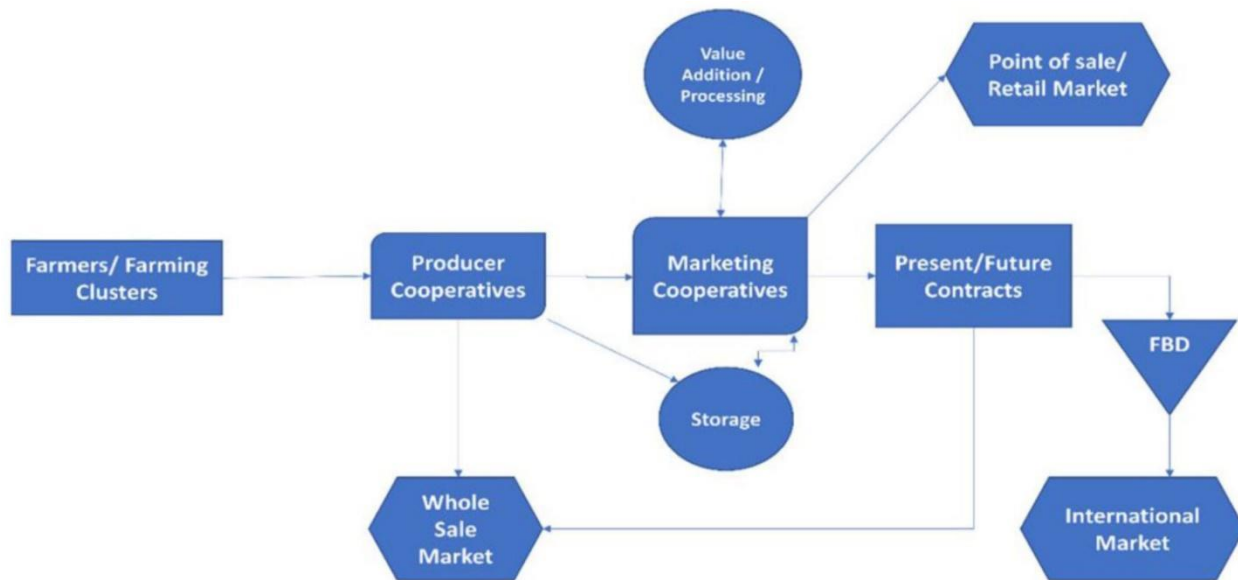 Value
Addition /
Processing
Point of sale/
Retail Market
Farmers/ Farming
Clusters
Producer
Cooperatives
Marketing
Cooperatives
Present/Future
Contracts
FBD
Storage
Whole
Sale
Market
International
Market